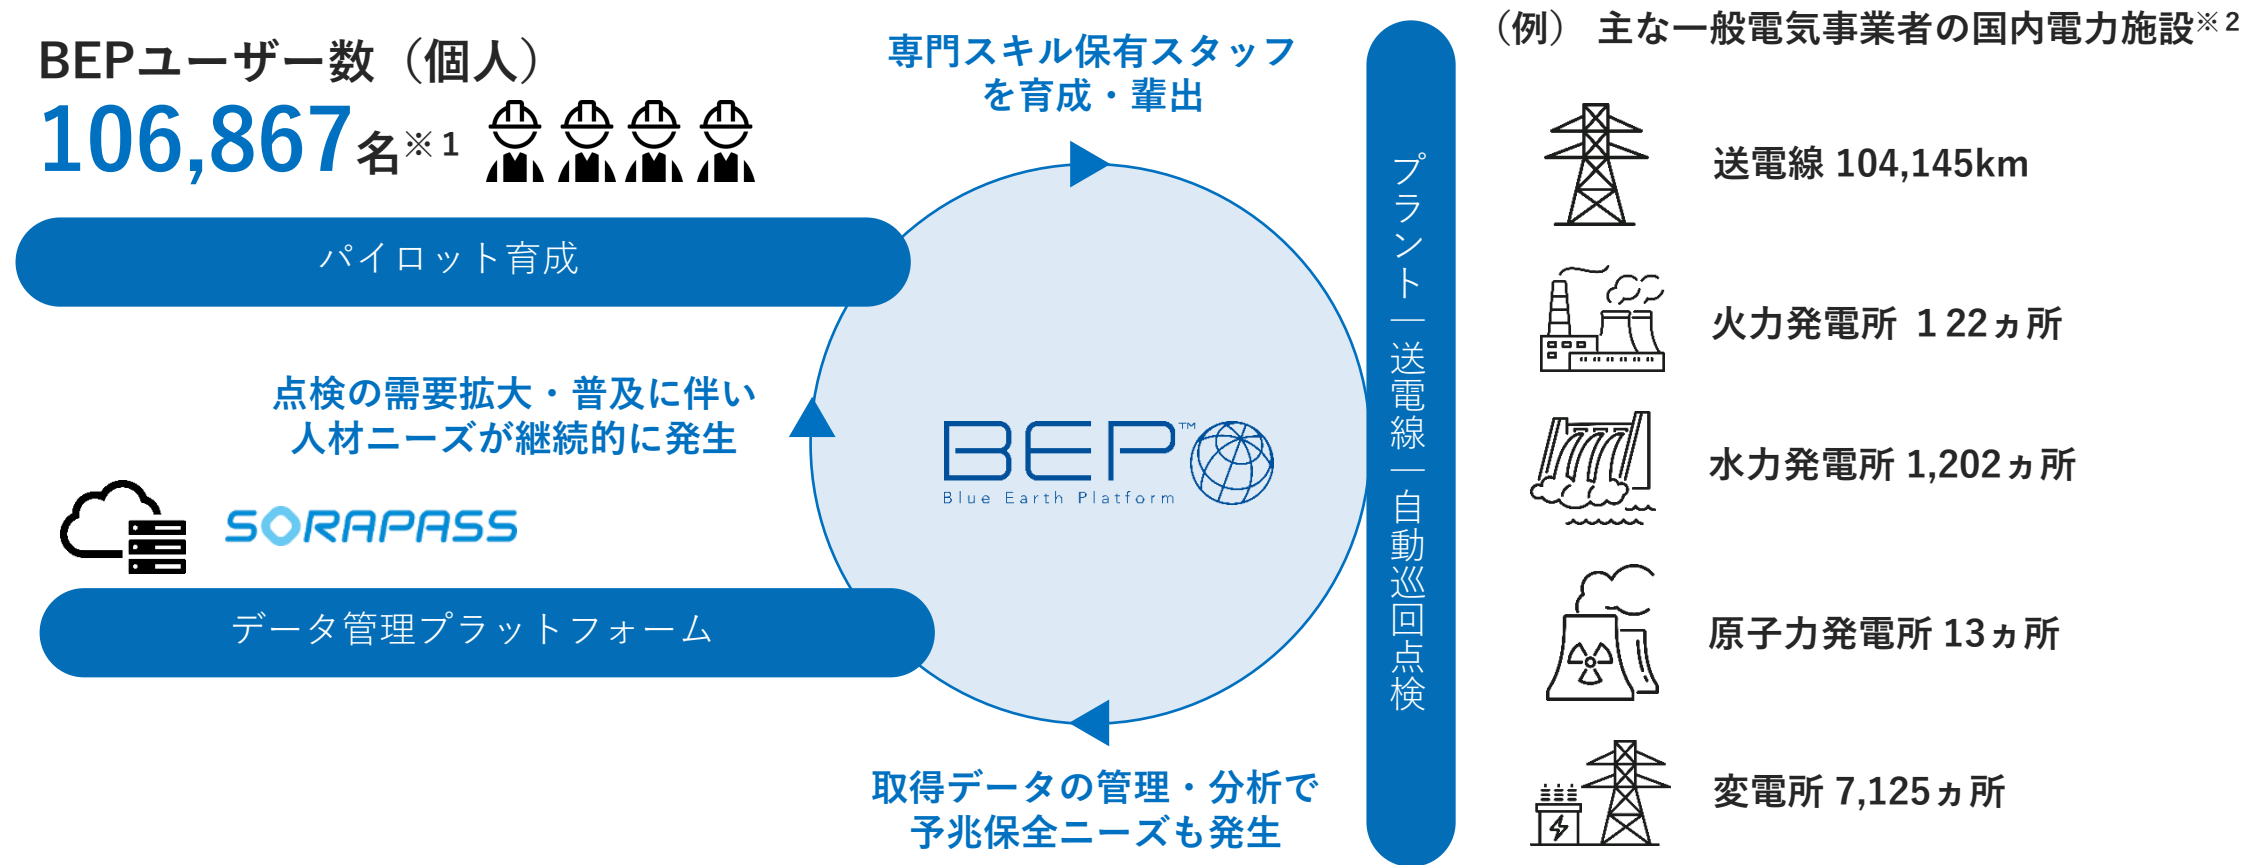 BEPユーザー数（個人）
106,867名※1
パイロット育成
専門スキル保有スタッフ
を育成・輩出
点検の需要拡大・普及に伴い
人材ニーズが継続的に発生
SORAPASS
データ管理プラットフォーム
BEP™
Blue Earth Platform
取得データの管理・分析で
予兆保全ニーズも発生
プラント｜送電線｜自動巡回点検
（例） 主な一般電気事業者の国内電力施設※2
送電線 104,145km
火力発電所 １22ヵ所
水力発電所 1,202ヵ所
原子力発電所 13ヵ所
変電所 7,125ヵ所